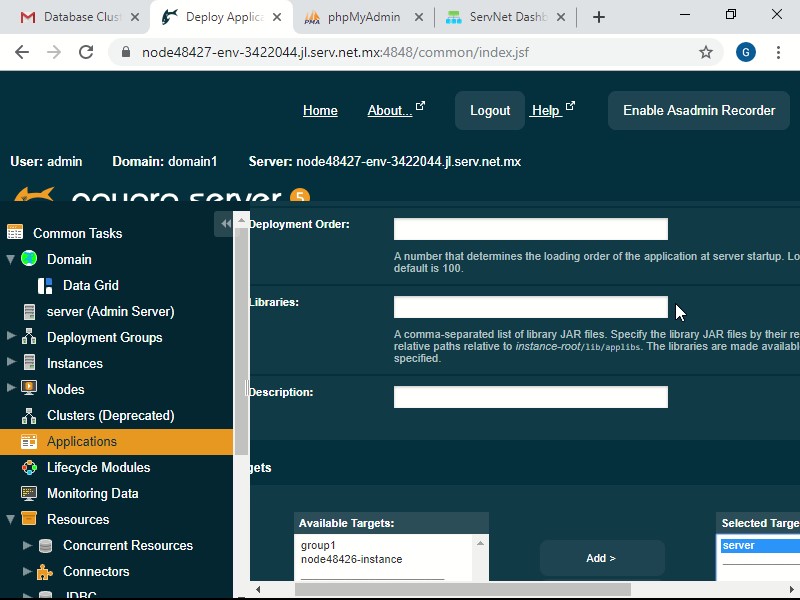 Database Clust
Deploy Applica
phpMyAdmin
ServNet Dashb
node48427-env-3422044.jl.serv.net.mx:4848/common/index.jsf
G
Home
About...
Logout
Help
Enable Asadmin Recorder
User: admin
Domain: domain1
Server: node48427-env-3422044.jl.serv.net.mx
payara server 5
Common Tasks
Domain
Data Grid
server (Admin Server)
Deployment Groups
Instances
Nodes
Clusters (Deprecated)
Applications
Lifecycle Modules
Monitoring Data
Resources
Concurrent Resources
Connectors
JDBC
Deployment Order:
A number that determines the loading order of the application at server startup. Lo
default is 100.
Libraries:
A comma-separated list of library JAR files. Specify the library JAR files by their re
relative paths relative to instance-root/lib/applibs. The libraries are made availab
specified.
Description:
gets
Available Targets:
group1
node48426-instance
Add >
Selected Targe
server